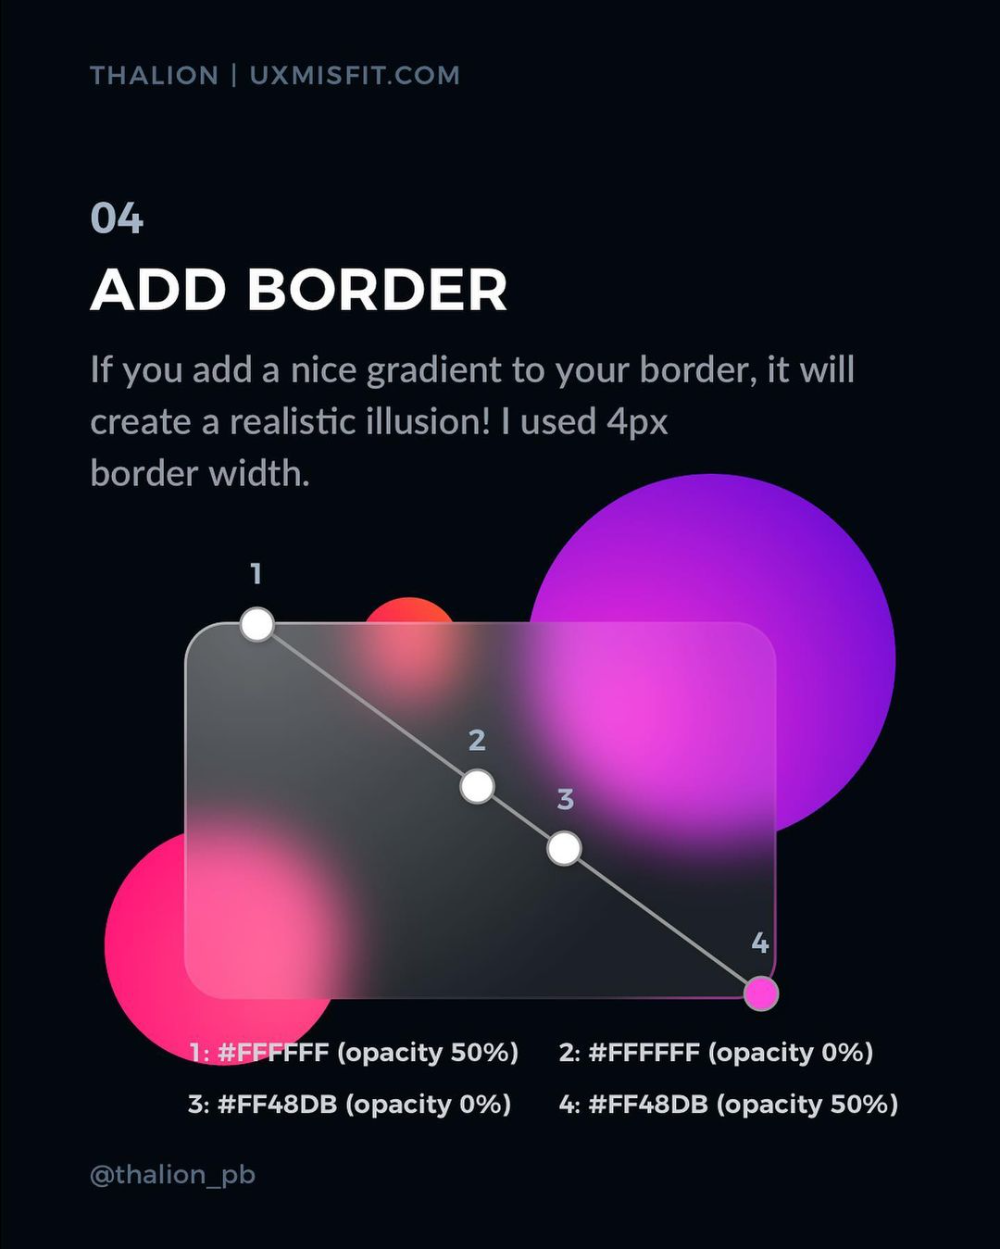 THALION | UXMISFIT.COM
04
ADD BORDER
If you add a nice gradient to your border, it will
create a realistic illusion! I used 4px
border width.
1
2
3
4
1: #FFFFFF (opacity 50%) 2: #FFFFFF (opacity 0%)
3: #FF48DB (opacity 0%) 4: #FF48DB (opacity 50%)
@thalion_pb